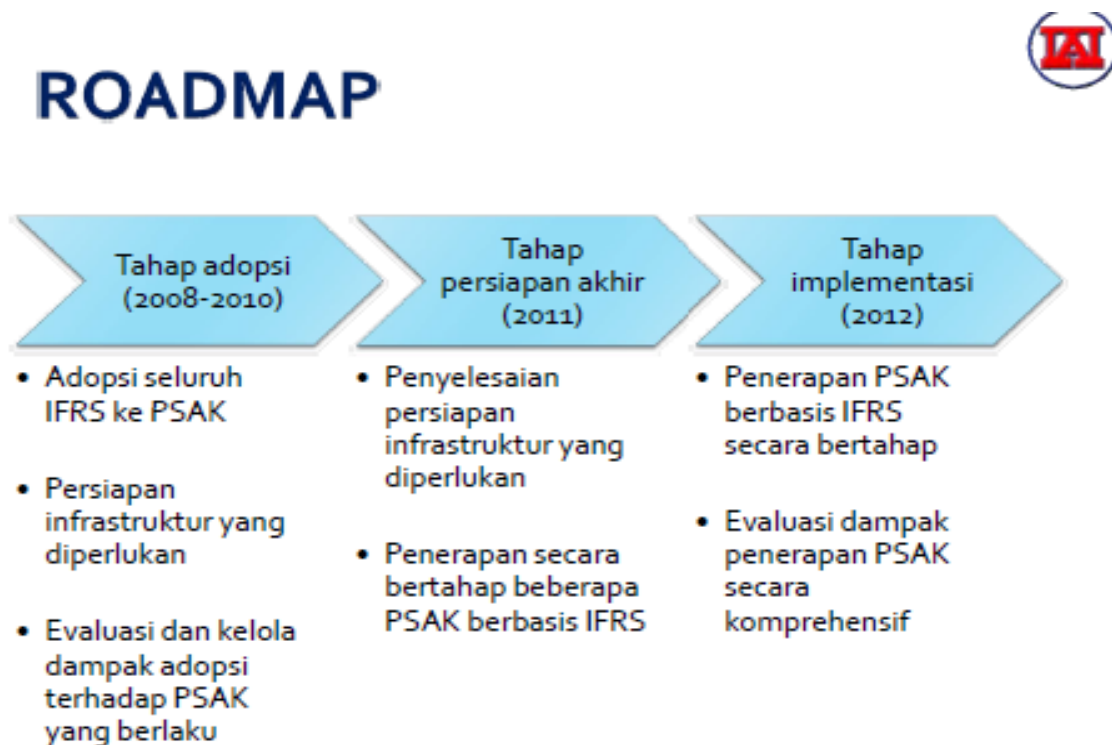 IAI
ROADMAP
Tahap adopsi
(2008-2010)
• Adopsi seluruh
IFRS ke PSAK
• Persiapan
infrastruktur yang
diperlukan
• Evaluasi dan kelola
dampak adopsi
terhadap PSAK
yang berlaku
Tahap
persiapan akhir
(2011)
• Penyelesaian
persiapan
infrastruktur yang
diperlukan
• Penerapan secara
bertahap beberapa
PSAK berbasis IFRS
Tahap
implementasi
(2012)
• Penerapan PSAK
berbasis IFRS
secara bertahap
• Evaluasi dampak
penerapan PSAK
secara
komprehensif